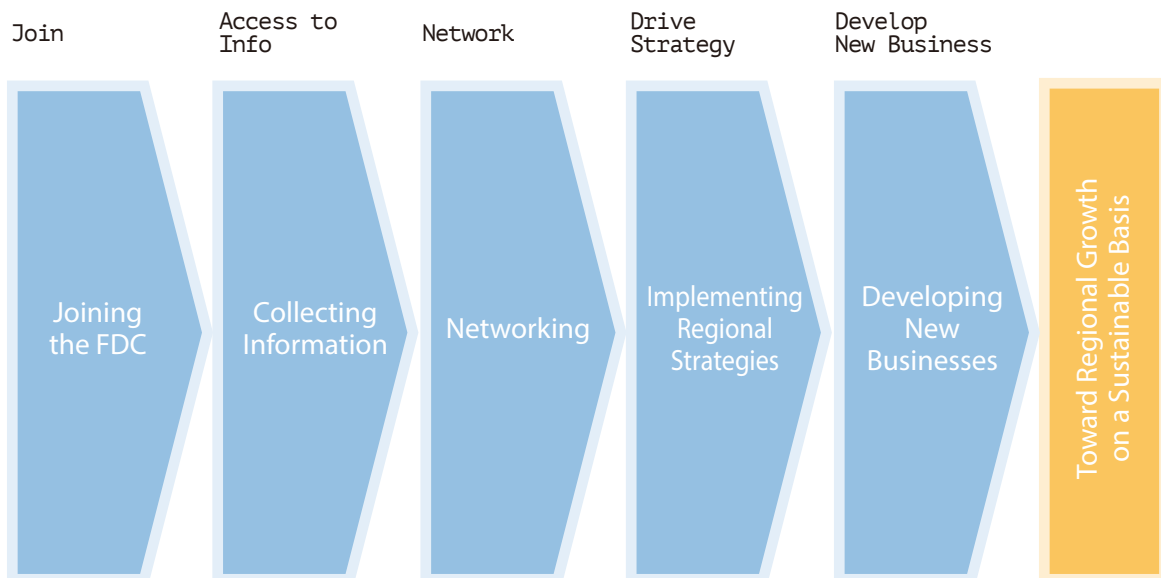 Join
Access to
Info
Network
Drive
Strategy
Develop
New Business
Joining
the FDC
Collecting
Information
Networking
Implementing
Regional
Strategies
Developing
New
Businesses
Toward Regional Growth
on a Sustainable Basis